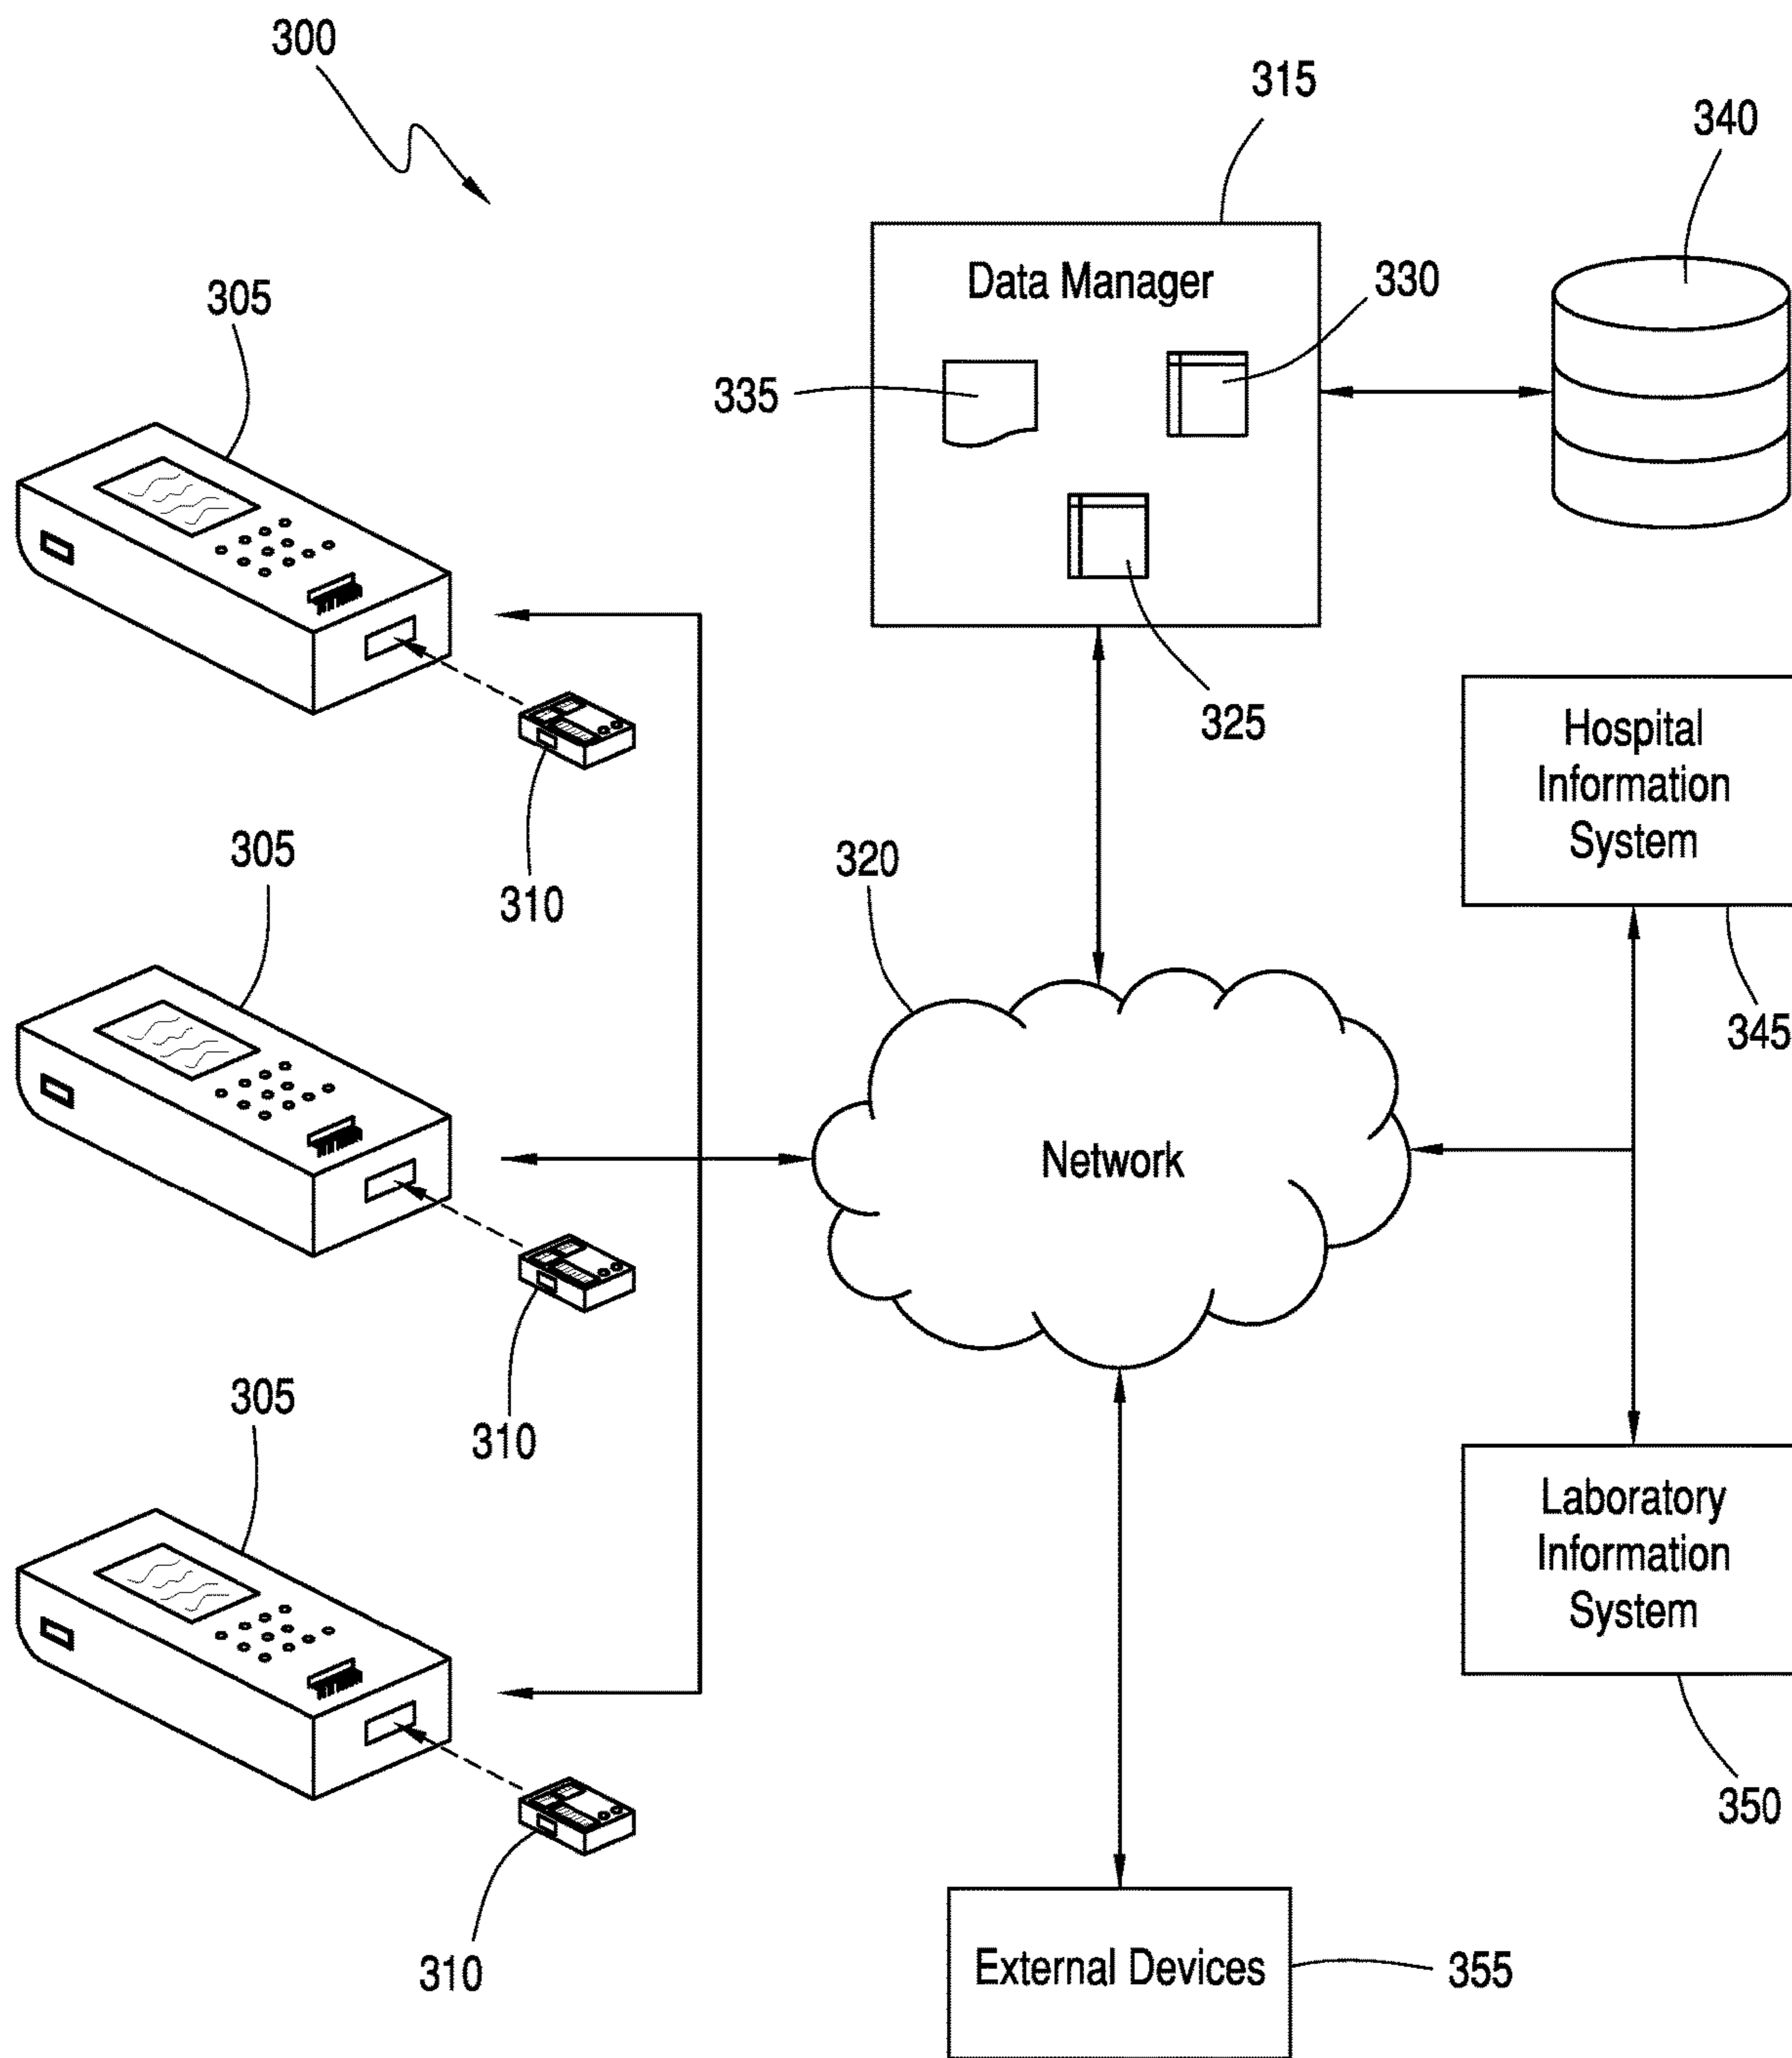 300
315
340
305
Data Manager
330
335
325
310
Hospital
Information
System
345
305
320
Network
310
305
Laboratory
Information
System
350
310
External Devices
355